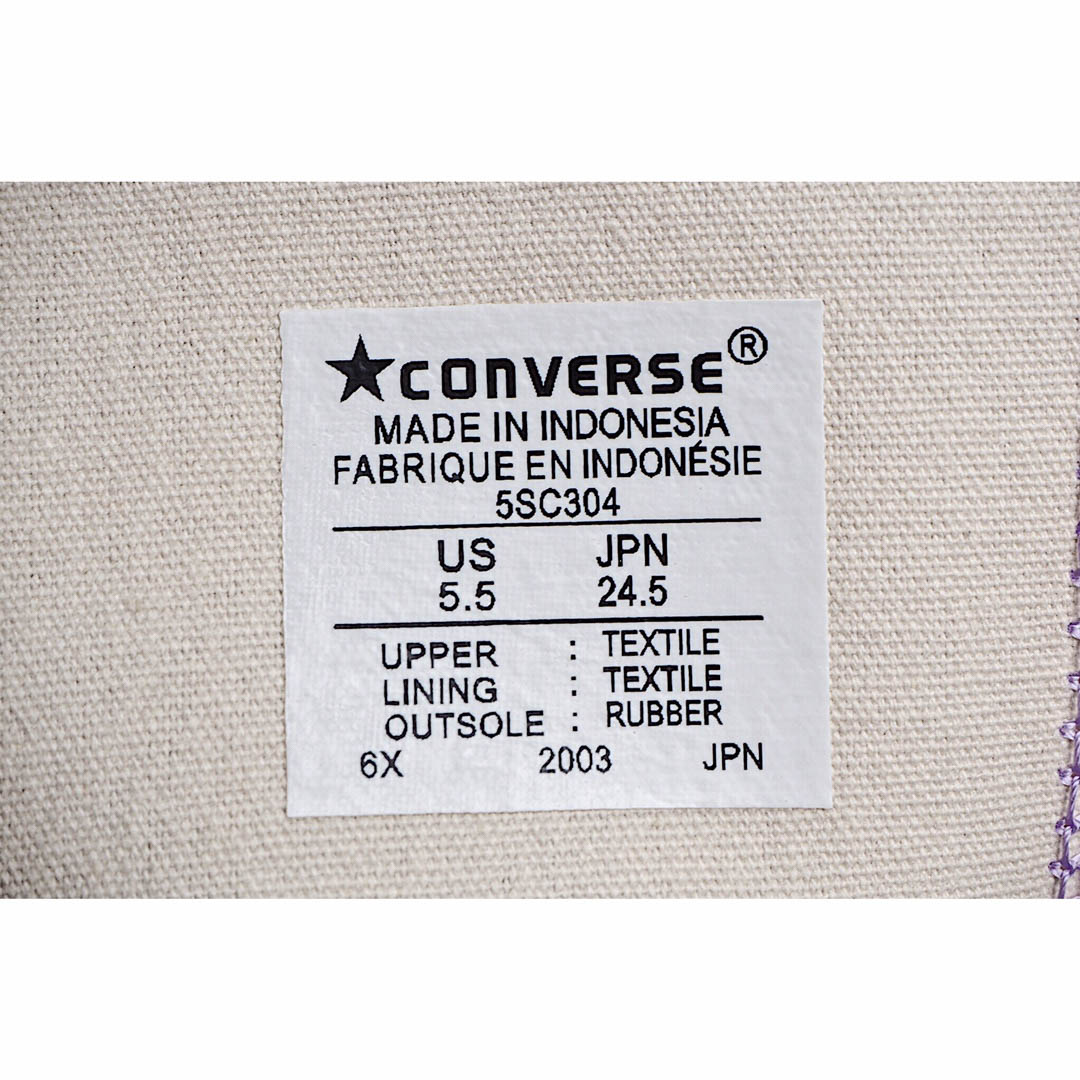 ★CONVERSE®
MADE IN INDONESIA
FABRIQUE EN INDONÉSIE
5SC304
US JPN
5.5 24.5
UPPER : TEXTILE
LINING : TEXTILE
OUTSOLE : RUBBER
6X 2003 JPN